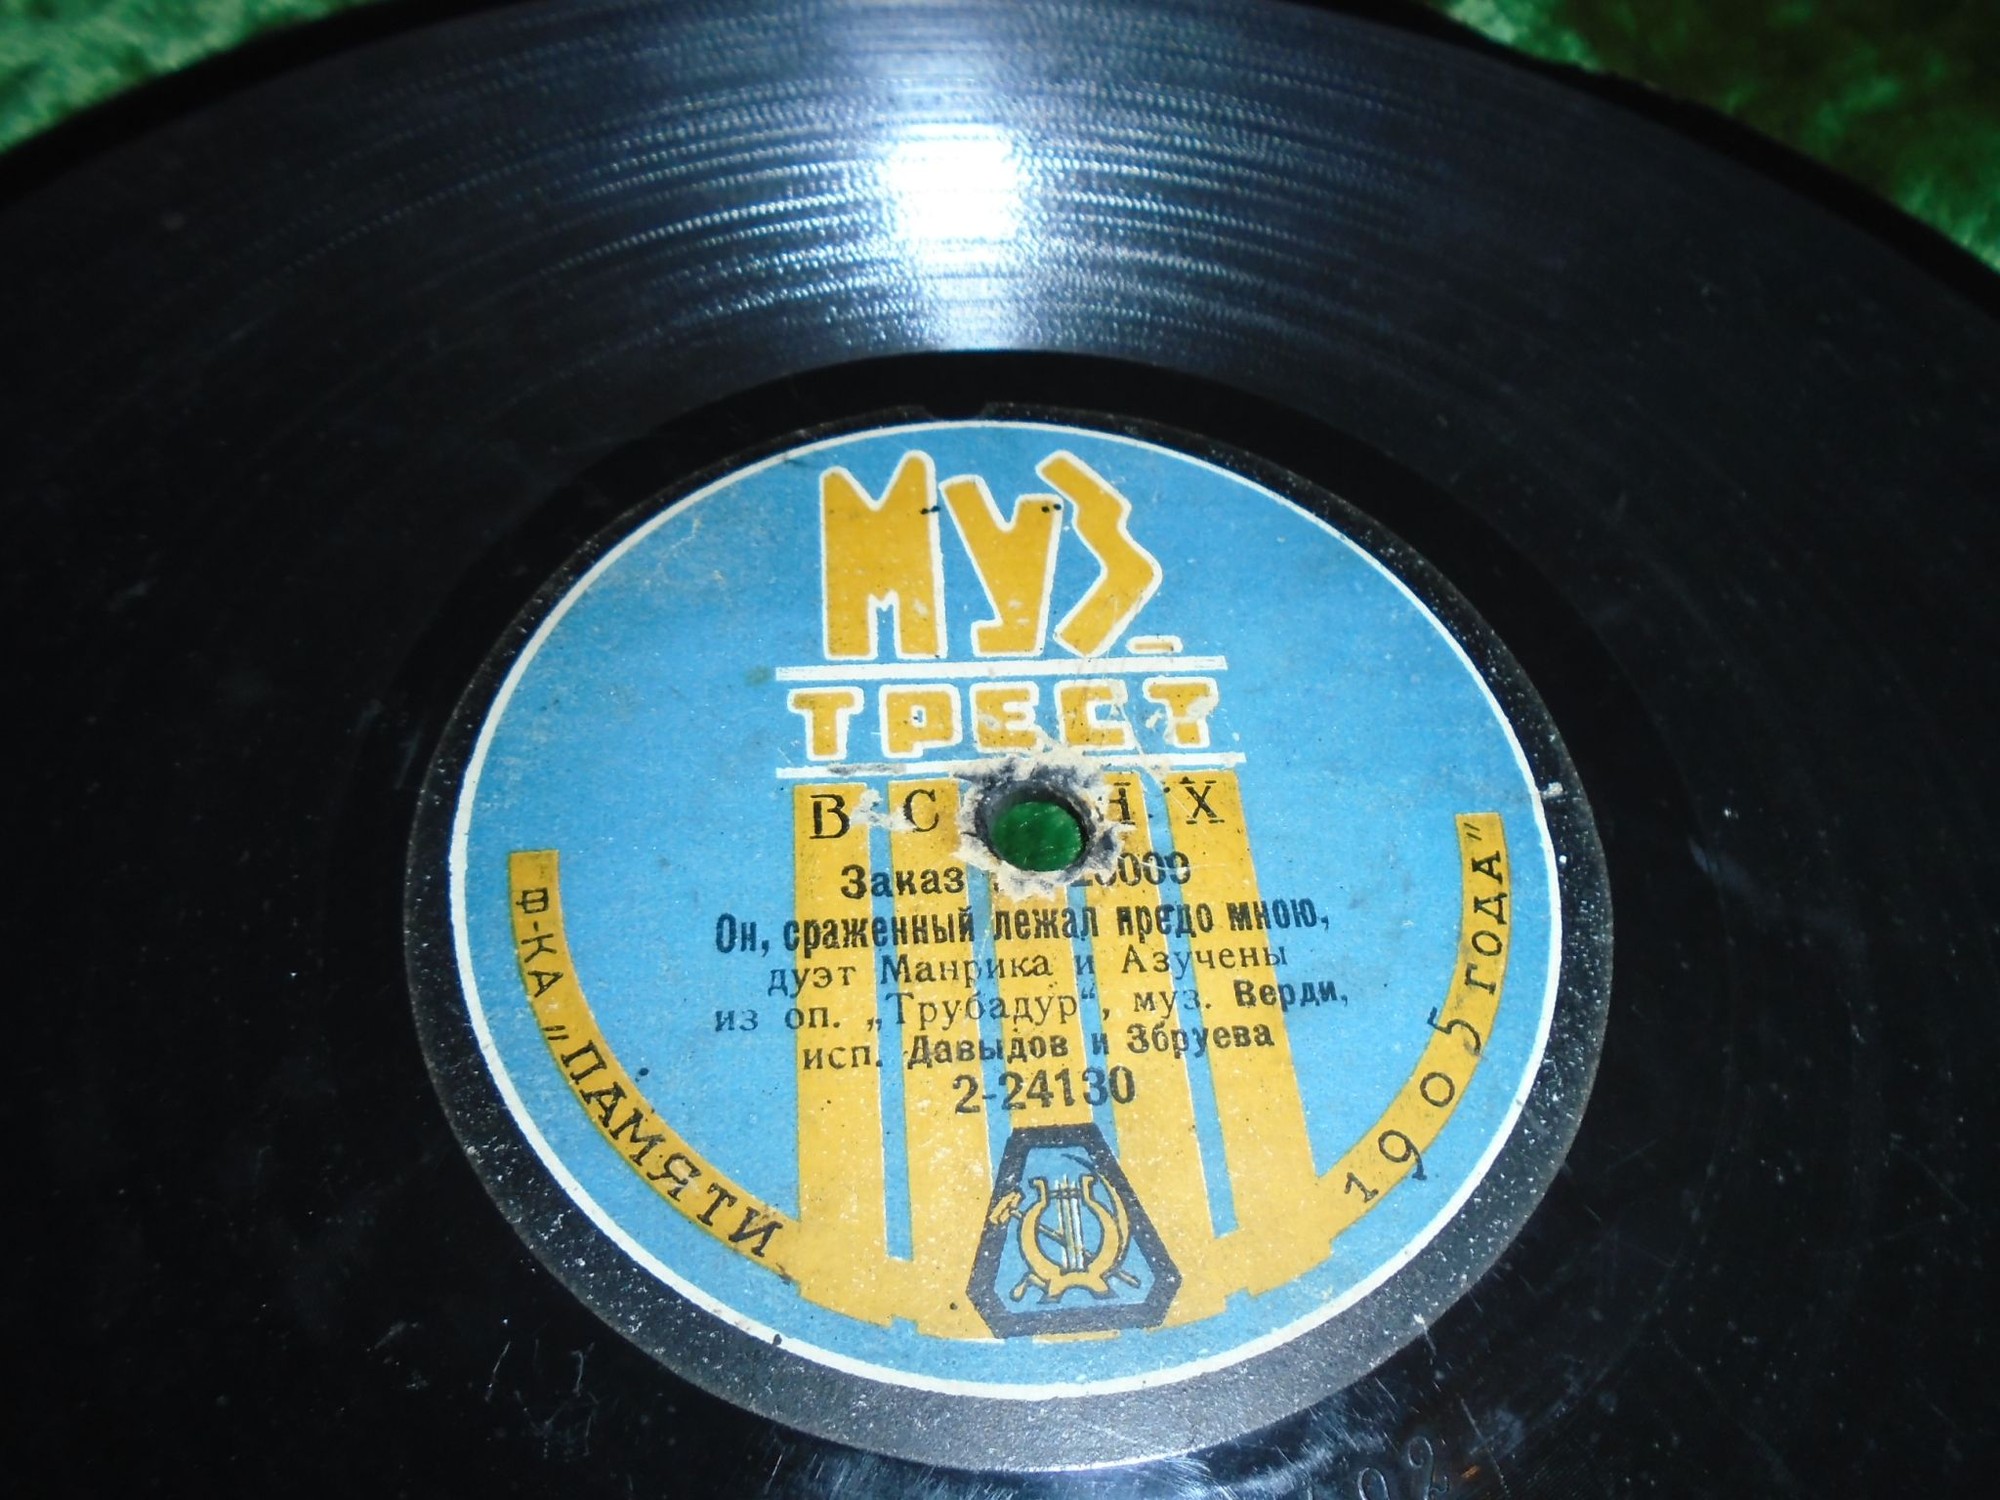 МУЗ-
ТРЕСТ
Заказ
Он, сраженный лежал предо мною,
дуэт Манрика и Азучены
из оп. „Трубадур“, муз. Верди,
исп. Давыдов и Збруева
2-24130
Ф-КА „ПАМЯТИ 1905 ГОДА”